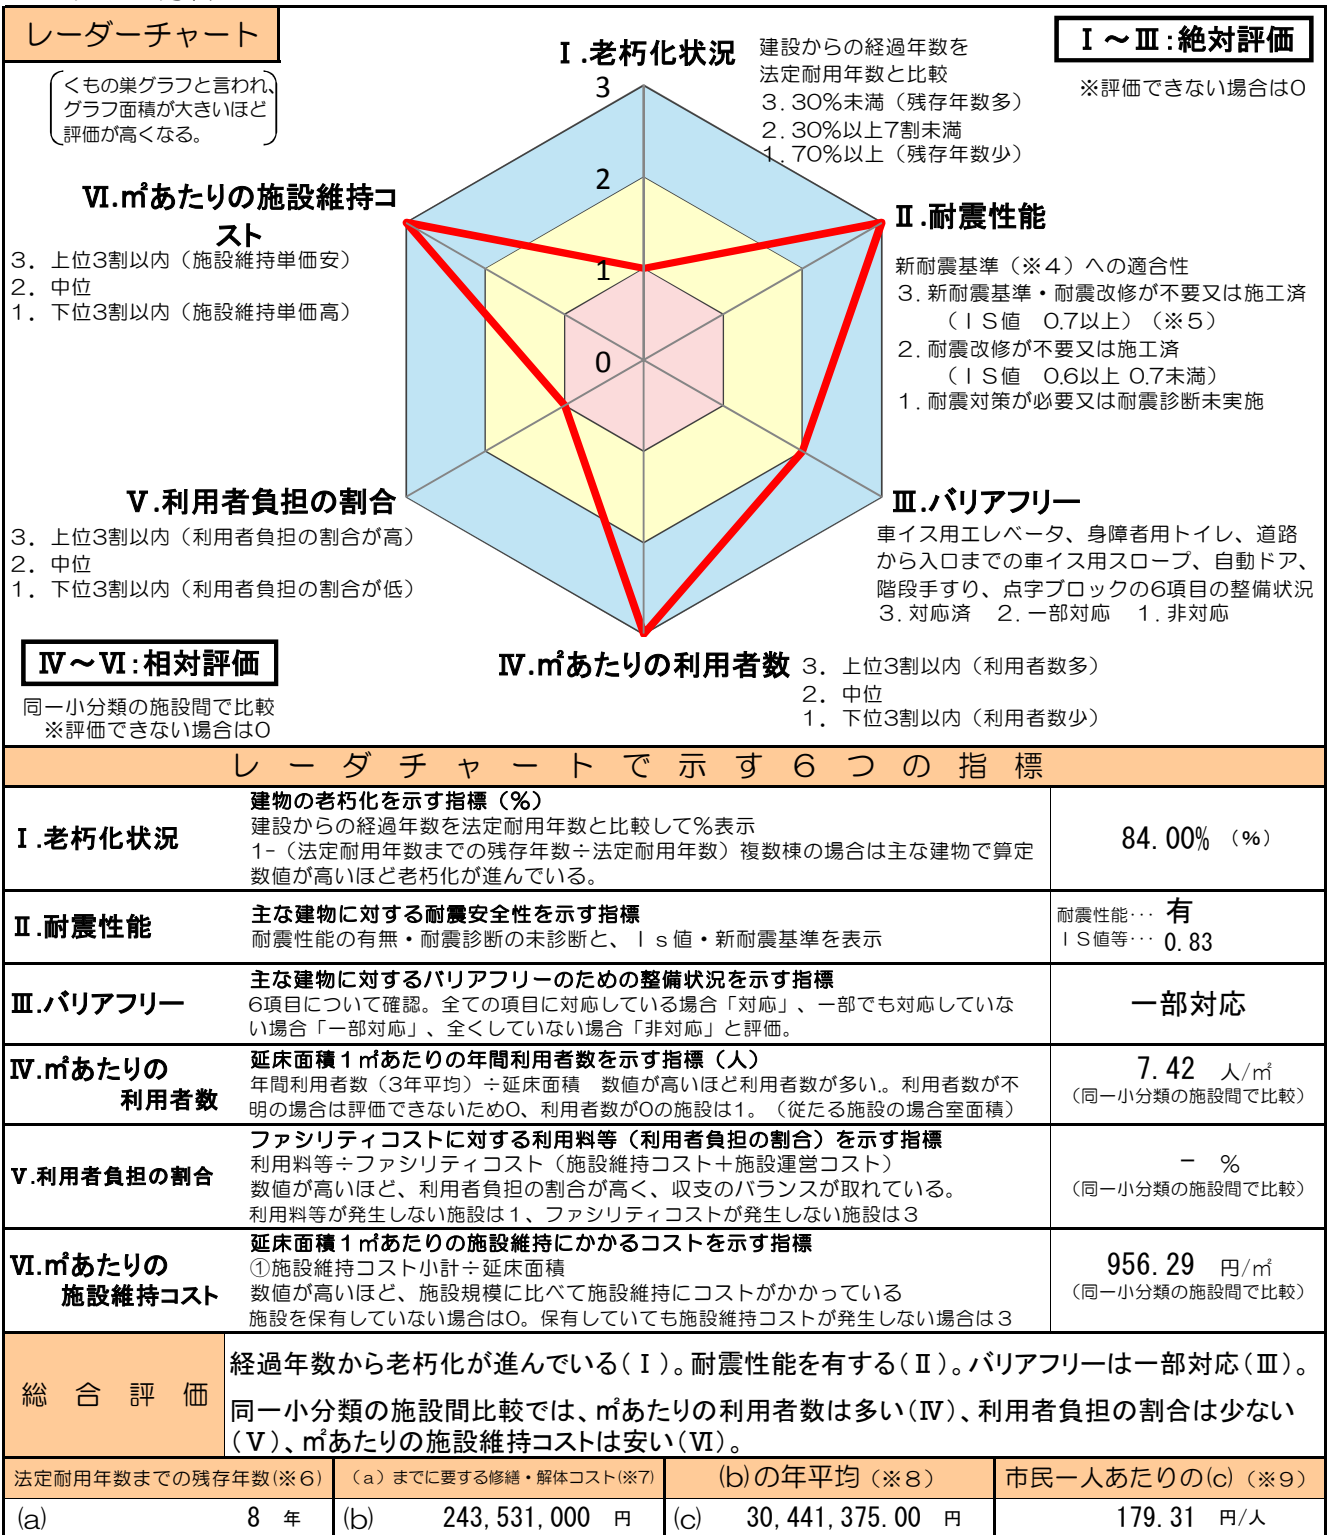 レーダーチャート
くもの巣グラフと言われ、
グラフ面積が大きいほど
評価が高くなる。
Ⅰ～Ⅲ:絶対評価
※評価できない場合は0
Ⅰ.老朽化状況
建設からの経過年数を
法定耐用年数と比較
3. 30%未満（残存年数多）
2. 30%以上7割未満
1. 70%以上（残存年数少）
3
2
1
0
Ⅵ.㎡あたりの施設維持コ
スト
3. 上位3割以内（施設維持単価安）
2. 中位
1. 下位3割以内（施設維持単価高）
Ⅱ.耐震性能
新耐震基準（※4）への適合性
3. 新耐震基準・耐震改修が不要又は施工済
（ＩＳ値 0.7以上）（※5）
2. 耐震改修が不要又は施工済
（ＩＳ値 0.6以上 0.7未満）
1. 耐震対策が必要又は耐震診断未実施
Ⅴ.利用者負担の割合
3. 上位3割以内（利用者負担の割合が高）
2. 中位
1. 下位3割以内（利用者負担の割合が低）
Ⅲ.バリアフリー
車イス用エレベータ、身障者用トイレ、道路
から入口までの車イス用スロープ、自動ドア、
階段手すり、点字ブロックの6項目の整備状況
3. 対応済 2. 一部対応 1. 非対応
Ⅳ～Ⅵ:相対評価
同一小分類の施設間で比較
※評価できない場合は0
Ⅳ.㎡あたりの利用者数
3. 上位3割以内（利用者数多）
2. 中位
1. 下位3割以内（利用者数少）
レーダチャートで示す6つの指標
Ⅰ.老朽化状況
建物の老朽化を示す指標（%）
建設からの経過年数を法定耐用年数と比較して%表示
1-（法定耐用年数までの残存年数÷法定耐用年数）複数棟の場合は主な建物で算定
数値が高いほど老朽化が進んでいる。
84.00% （%）
Ⅱ.耐震性能
主な建物に対する耐震安全性を示す指標
耐震性能の有無・耐震診断の未診断と、Ｉｓ値・新耐震基準を表示
耐震性能… 有
ＩＳ値等… 0.83
Ⅲ.バリアフリー
主な建物に対するバリアフリーのための整備状況を示す指標
6項目について確認。全ての項目に対応している場合「対応」、一部でも対応していな
い場合「一部対応」、全くしていない場合「非対応」と評価。
一部対応
Ⅳ.㎡あたりの
利用者数
延床面積１㎡あたりの年間利用者数を示す指標（人）
年間利用者数（3年平均）÷延床面積 数値が高いほど利用者数が多い。利用者数が不
明の場合は評価できないため0、利用者数が0の施設は1。（従たる施設の場合室面積）
7.42 人/㎡
（同一小分類の施設間で比較）
Ⅴ.利用者負担の割合
ファシリティコストに対する利用料等（利用者負担の割合）を示す指標
利用料等÷ファシリティコスト（施設維持コスト＋施設運営コスト）
数値が高いほど、利用者負担の割合が高く、収支のバランスが取れている。
利用料等が発生しない施設は１、ファシリティコストが発生しない施設は３
－ %
（同一小分類の施設間で比較）
Ⅵ.㎡あたりの
施設維持コスト
延床面積１㎡あたりの施設維持にかかるコストを示す指標
①施設維持コスト小計÷延床面積
数値が高いほど、施設規模に比べて施設維持にコストがかかっている
施設を保有していない場合は0。保有していても施設維持コストが発生しない場合は３
956.29 円/㎡
（同一小分類の施設間で比較）
総合評価
経過年数から老朽化が進んでいる(Ⅰ)。耐震性能を有する(Ⅱ)。バリアフリーは一部対応(Ⅲ)。
同一小分類の施設間比較では、㎡あたりの利用者数は多い(Ⅳ)、利用者負担の割合は少ない
(Ⅴ)、㎡あたりの施設維持コストは安い(Ⅵ)。
法定耐用年数までの残存年数(※6)
（a）までに要する修繕・解体コスト(※7)
(b)の年平均（※8）
市民一人あたりの(c)（※9）
(a) 8 年
(b) 243,531,000 円
(c) 30,441,375.00 円
179.31 円/人